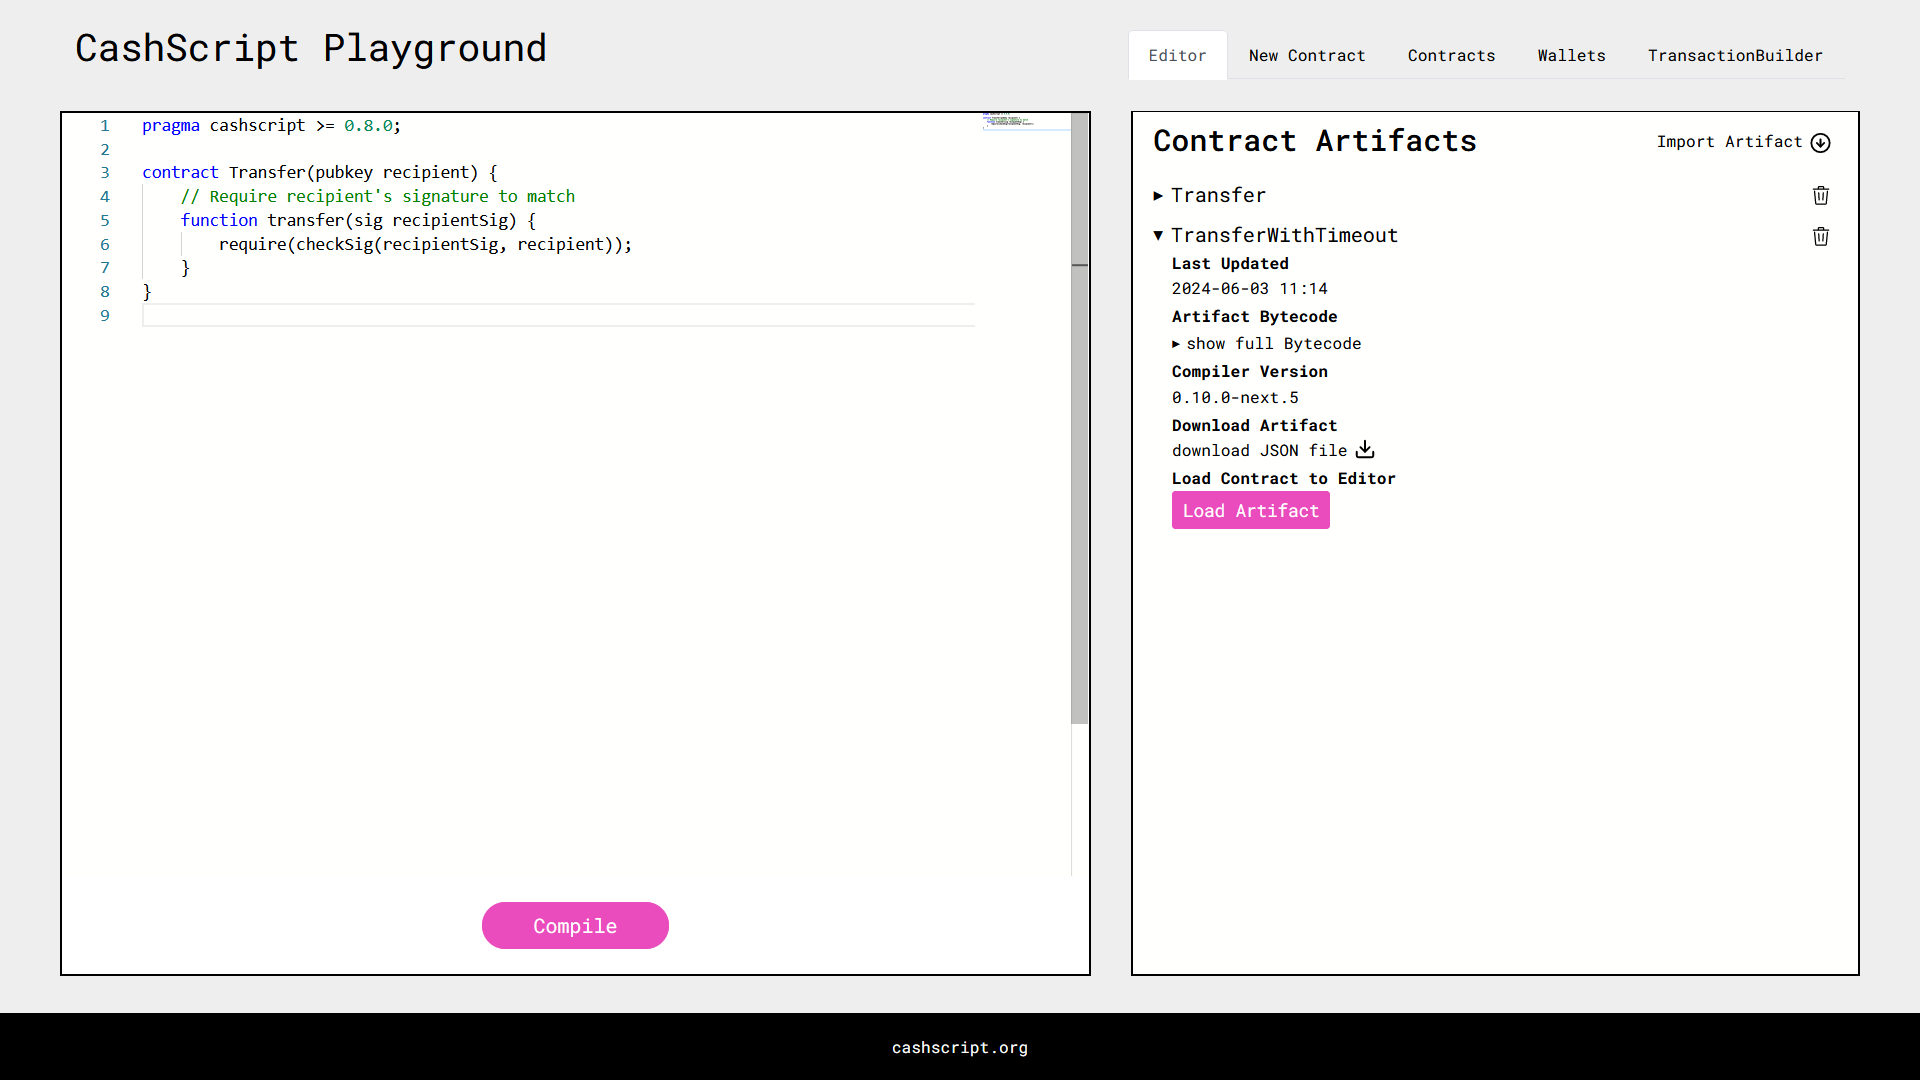 CashScript Playground
Editor
New Contract
Contracts
Wallets
TransactionBuilder
1 pragma cashscript >= 0.8.0;
2
3 contract Transfer(pubkey recipient) {
4 // Require recipient's signature to match
5 function transfer(sig recipientSig) {
6 require(checkSig(recipientSig, recipient));
7 }
8 }
9
Compile
Contract Artifacts
Import Artifact
Transfer
TransferWithTimeout
Last Updated
2024-06-03 11:14
Artifact Bytecode
show full Bytecode
Compiler Version
0.10.0-next.5
Download Artifact
download JSON file
Load Contract to Editor
Load Artifact
cashscript.org